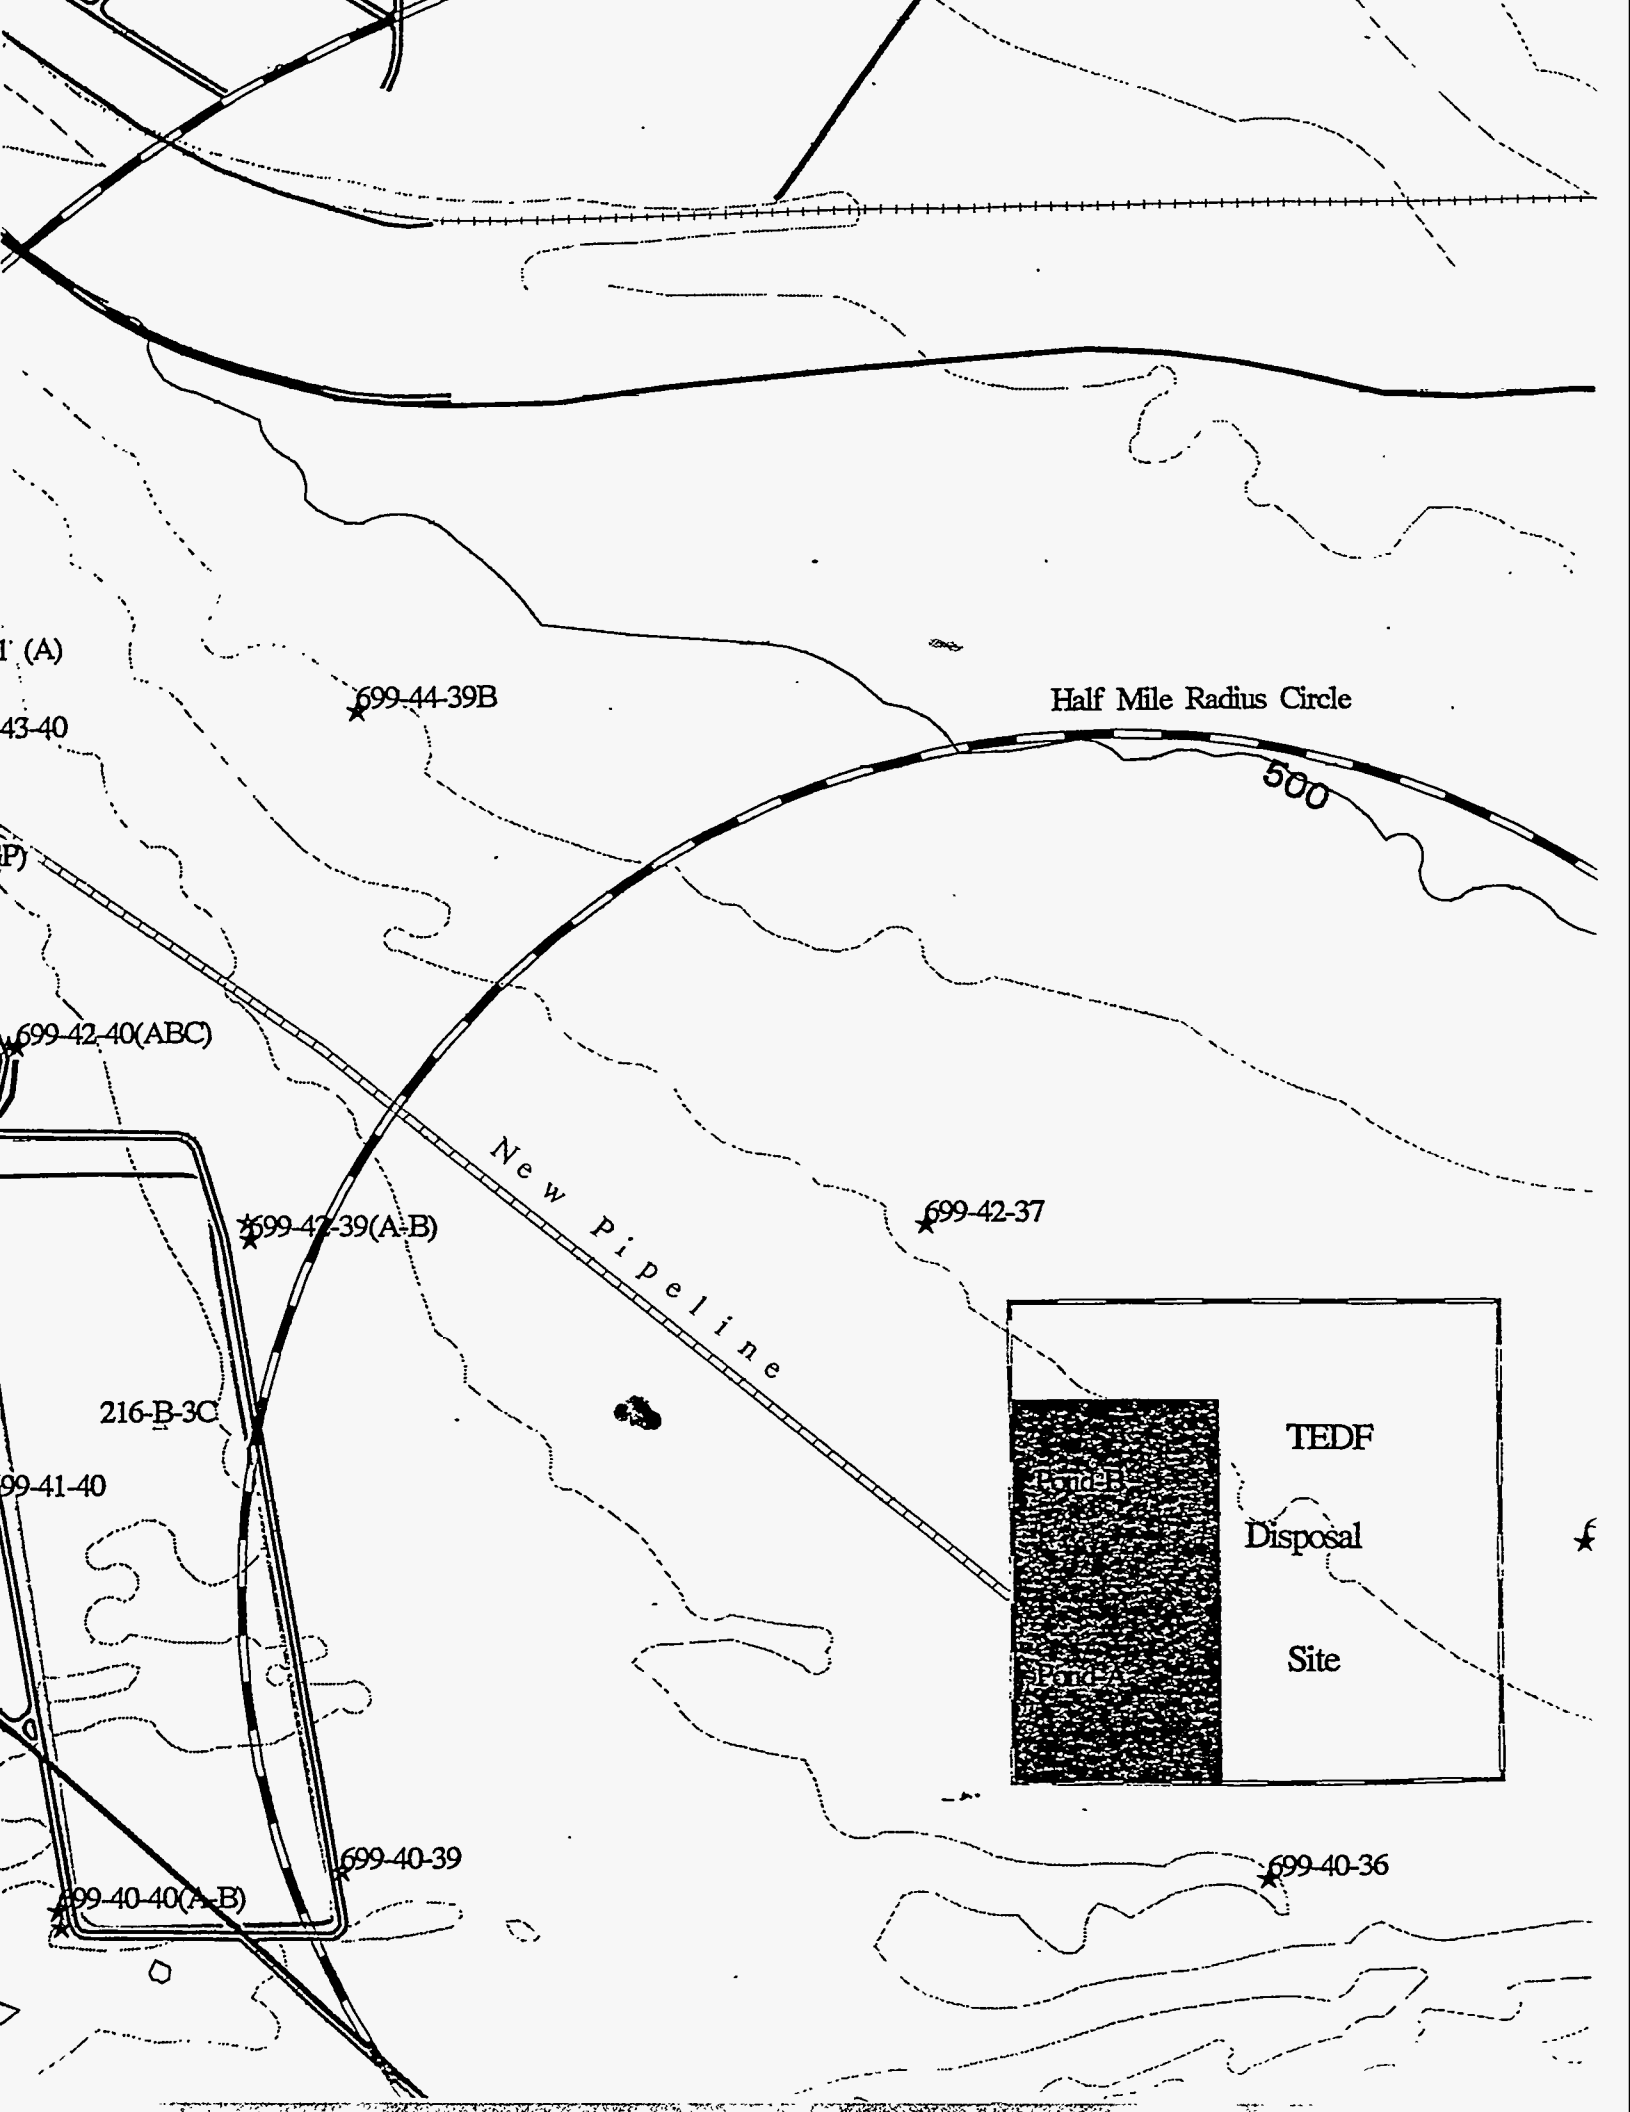 (A)
699-44-39B
Half Mile Radius Circle
43-40
500
P)
699-42-40(ABC)
New Pipeline
699-42-37
699-42-39(A-B)
216-B-3C
TEDF
Pond-B
99-41-40
Disposal
Site
Pond-A
699-40-39
699-40-36
699-40-40(A-B)